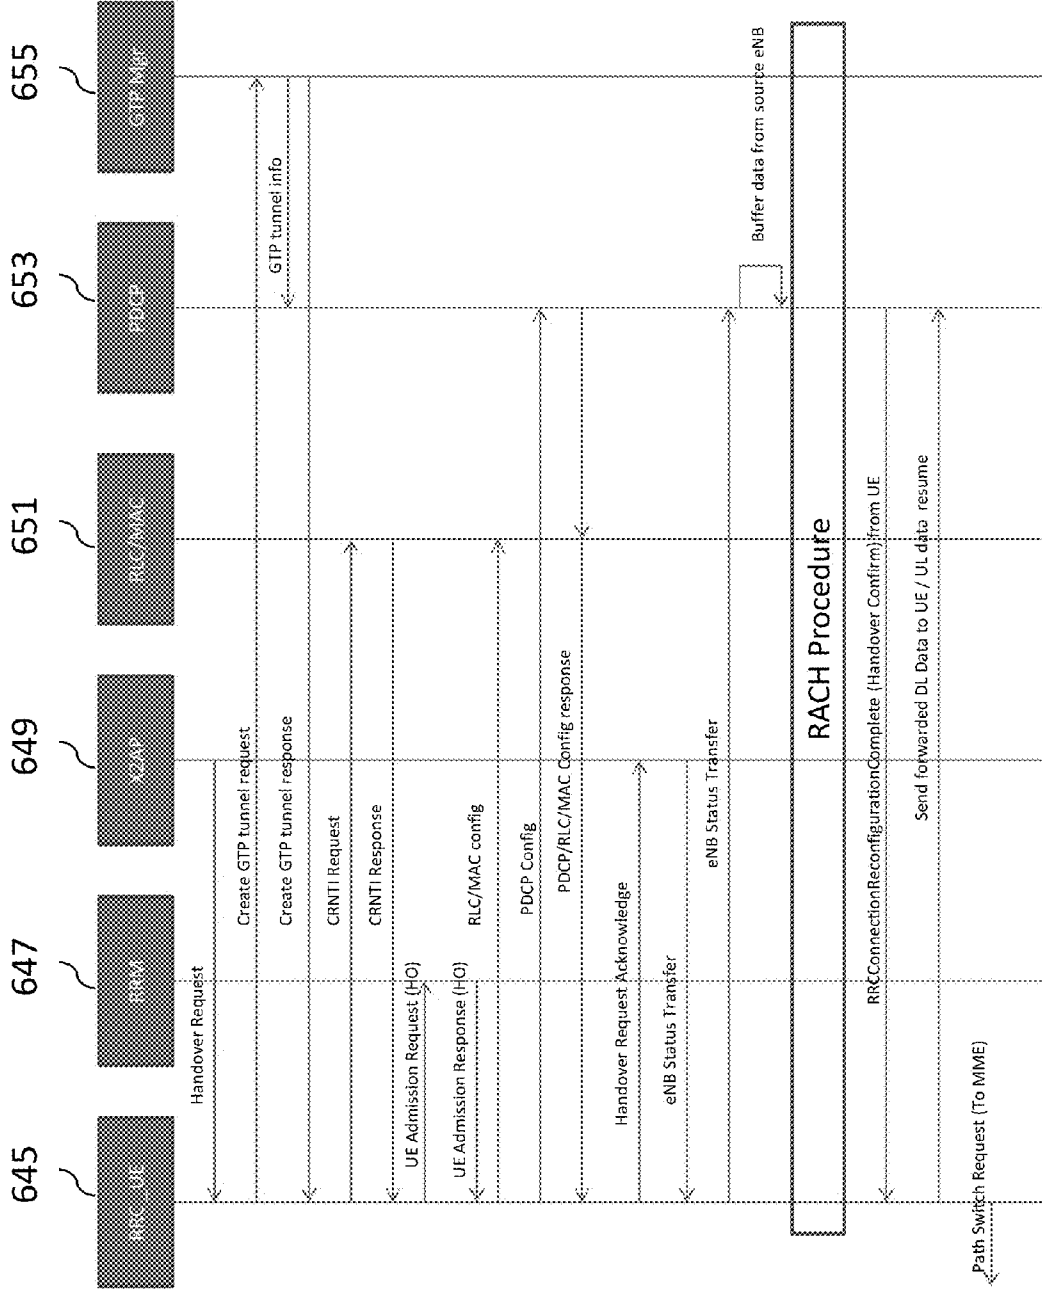 645
647
649
651
653
655
RRC_UE
RRM
X2AP
RLC/MAC
PDCP
GTP Mgr
Handover Request
Create GTP tunnel request
GTP tunnel info
Create GTP tunnel response
CRNTI Request
CRNTI Response
UE Admission Request (HO)
UE Admission Response (HO)
RLC/MAC config
PDCP Config
PDCP/RLC/MAC Config response
Handover Request Acknowledge
eNB Status Transfer
eNB Status Transfer
Buffer data from source eNB
RACH Procedure
RRCConnectionReconfigurationComplete (Handover Confirm) from UE
Send forwarded DL Data to UE / UL data resume
Path Switch Request (To MME)